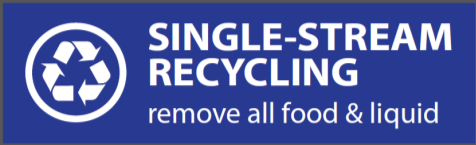 SINGLE-STREAM
RECYCLING
remove all food & liquid